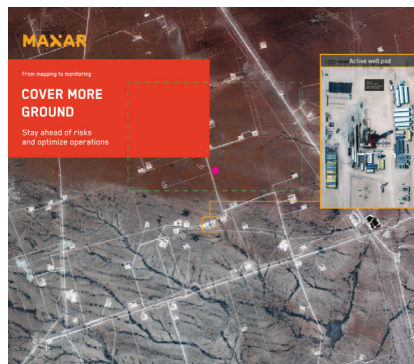 MAXAR
From mapping to monitoring
COVER MORE
GROUND
Stay ahead of risks
and optimize operations
Active well pad